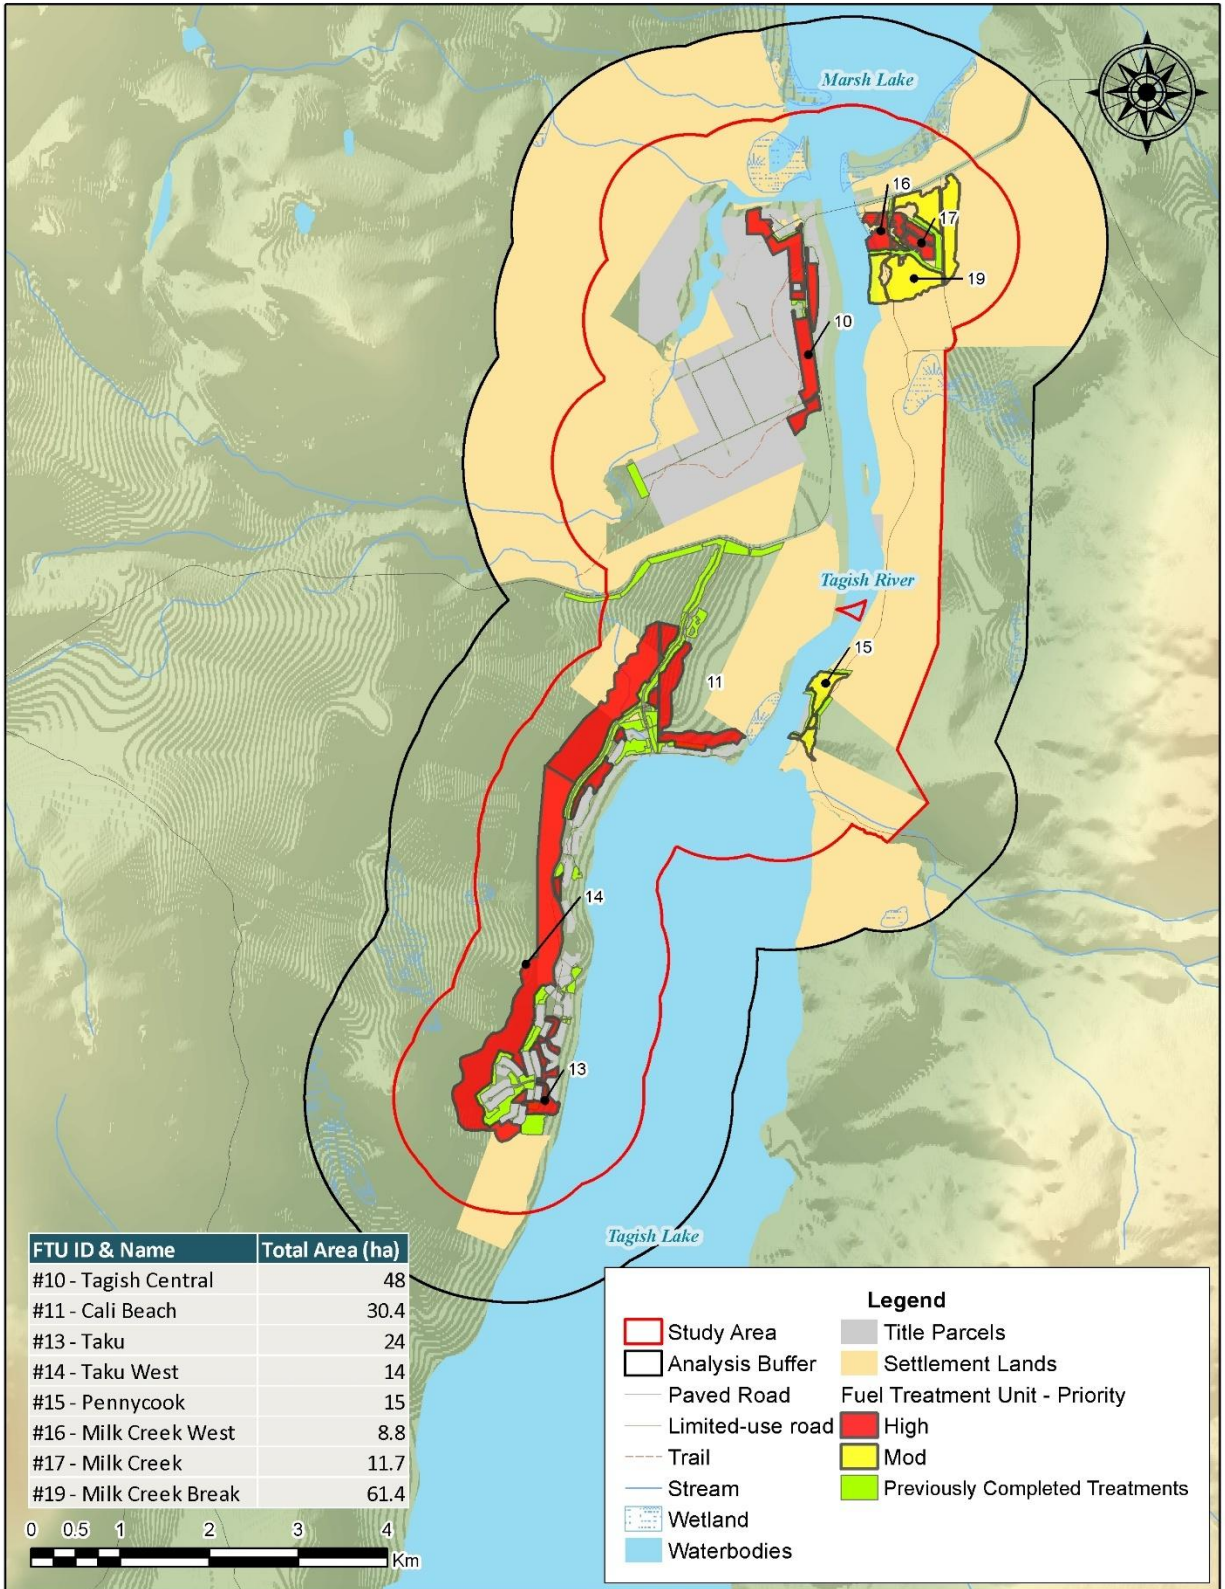 Marsh Lake
16
17
19
10
Tagish River
15
11
14
13
Tagish Lake
FTU ID & Name Total Area (ha)
#10 - Tagish Central 48
#11 - Cali Beach 30.4
#13 - Taku 24
#14 - Taku West 14
#15 - Pennycook 15
#16 - Milk Creek West 8.8
#17 - Milk Creek 11.7
#19 - Milk Creek Break 61.4
0 0.5 1 2 3 4
Km
Legend
Study Area
Analysis Buffer
Paved Road
Limited-use road
Trail
Stream
Wetland
Waterbodies
Title Parcels
Settlement Lands
Fuel Treatment Unit - Priority
High
Mod
Previously Completed Treatments